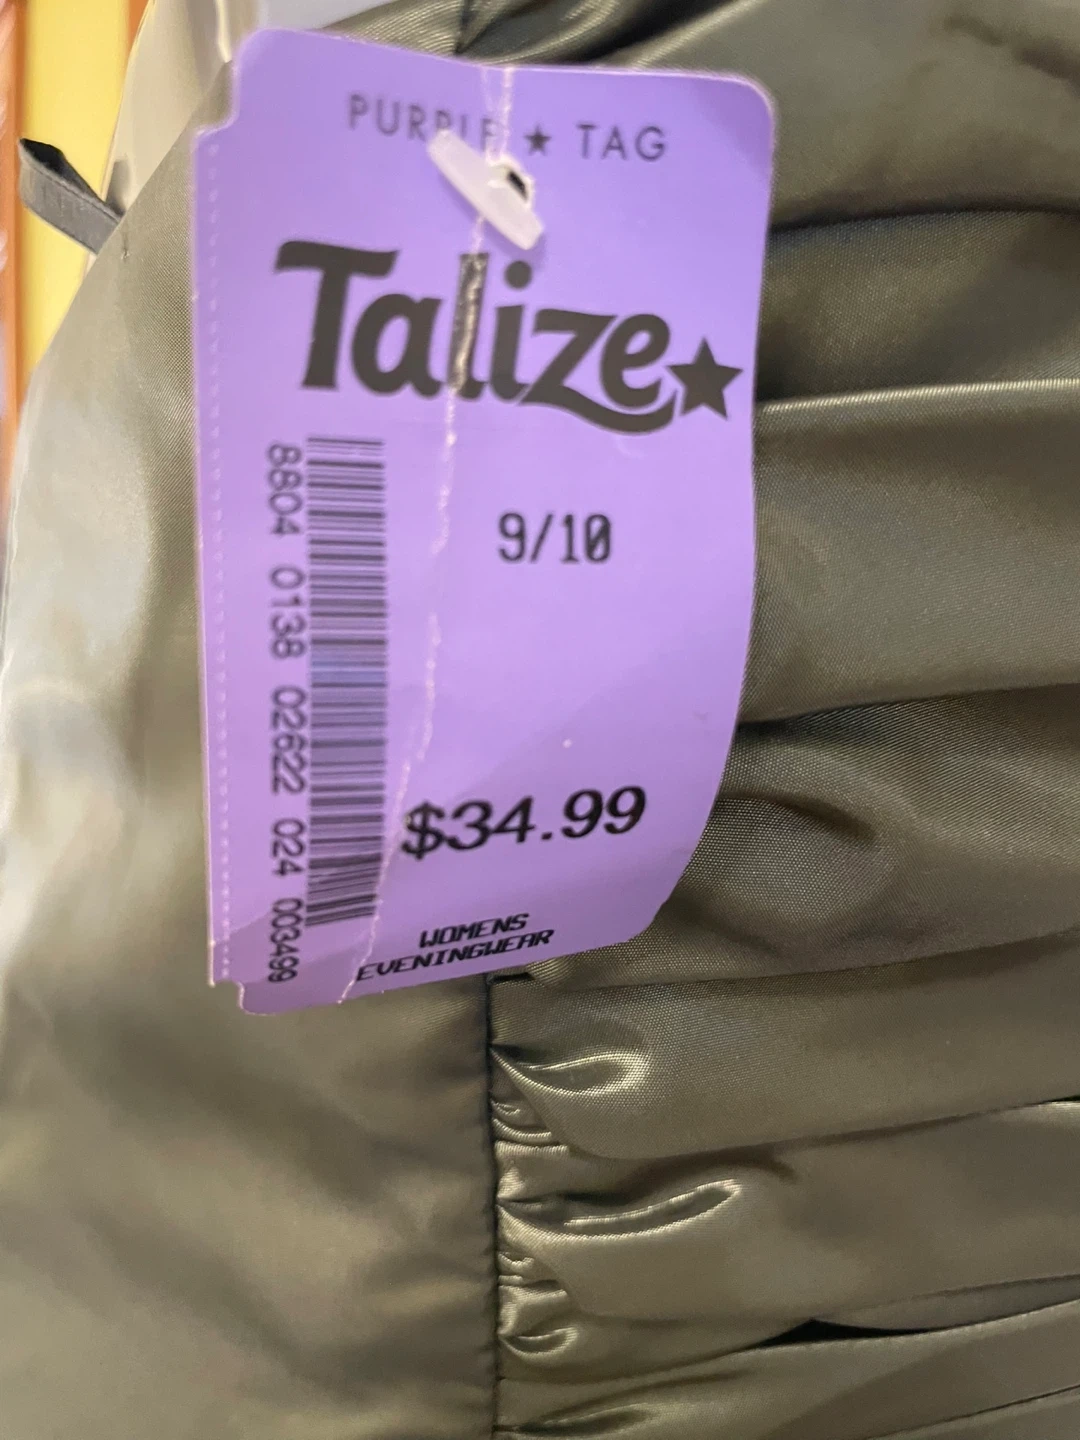 PURPLE ★ TAG
Talize★
8804 0138 02622 024 003499
9/10
$34.99
WOMENS
EVENINGWEAR